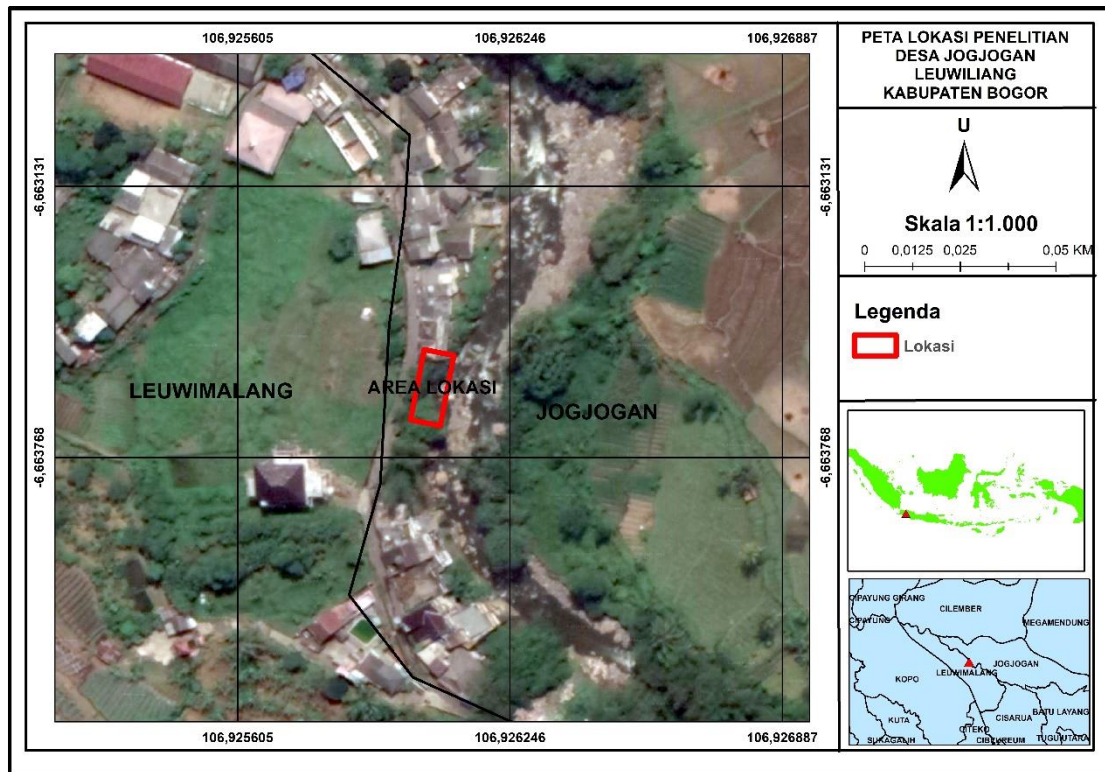 106,925605
106,926246
106,926887
-6,663131
-6,663131
-6,663768
-6,663768
LEUWIMALANG
AREA LOKASI
JOGJOGAN
106,925605
106,926246
106,926887
PETA LOKASI PENELITIAN
DESA JOGJOGAN
LEUWILIANG
KABUPATEN BOGOR
U
Skala 1:1.000
0 0,0125 0,025 0,05 KM
Legenda
Lokasi
CIPAYUNG GIRANG
CILEMBER
CIPAYUNG
MEGAMENDUNG
JOGJOGAN
LEUWIMALANG
KOPO
BATU LAYANG
KUTA
CISARUA
CITEKO
SUKAGALIH
CIBEUREUM
TUGU UTARA